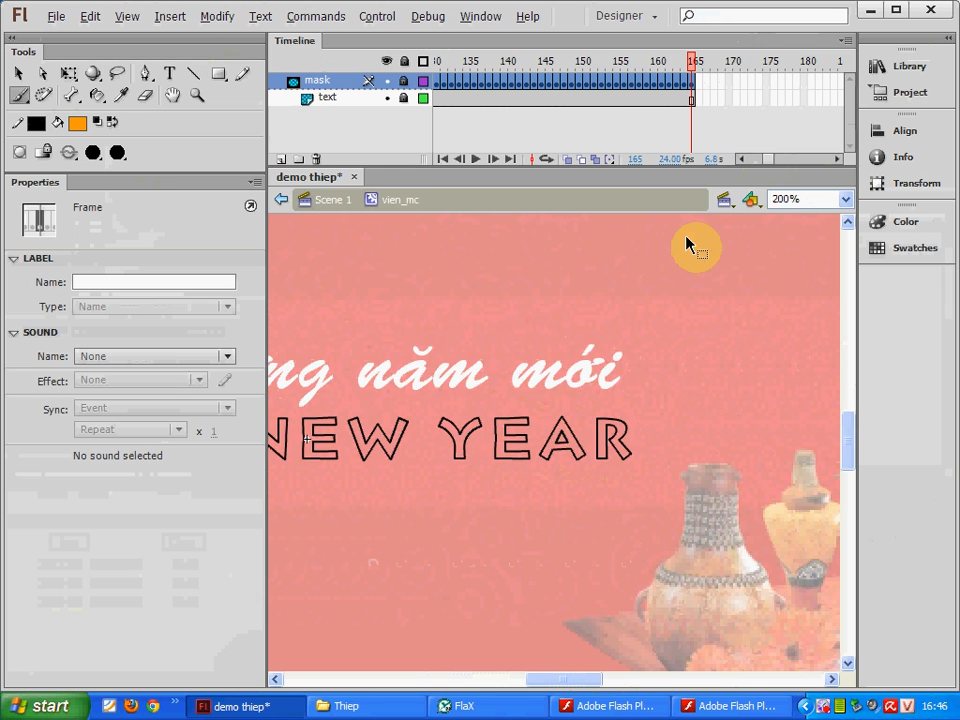 Fl File Edit View Insert Modify Text Commands Control Debug Window Help Designer
Tools
Timeline
mask
text
130 135 140 145 150 155 160 165 170 175 180 1
165 24.00 fps 6.8 s
demo thiep*
Scene 1 vien_mc 200%
Properties
Frame
LABEL
Name:
Type: Name
SOUND
Name: None
Effect: None
Sync: Event
Repeat x 1
No sound selected
ng năm mới
NEW YEAR
Library
Project
Align
Info
Transform
Color
Swatches
start
demo thiep*
Thiep
FlaX
Adobe Flash Pl...
Adobe Flash Pl...
16:46